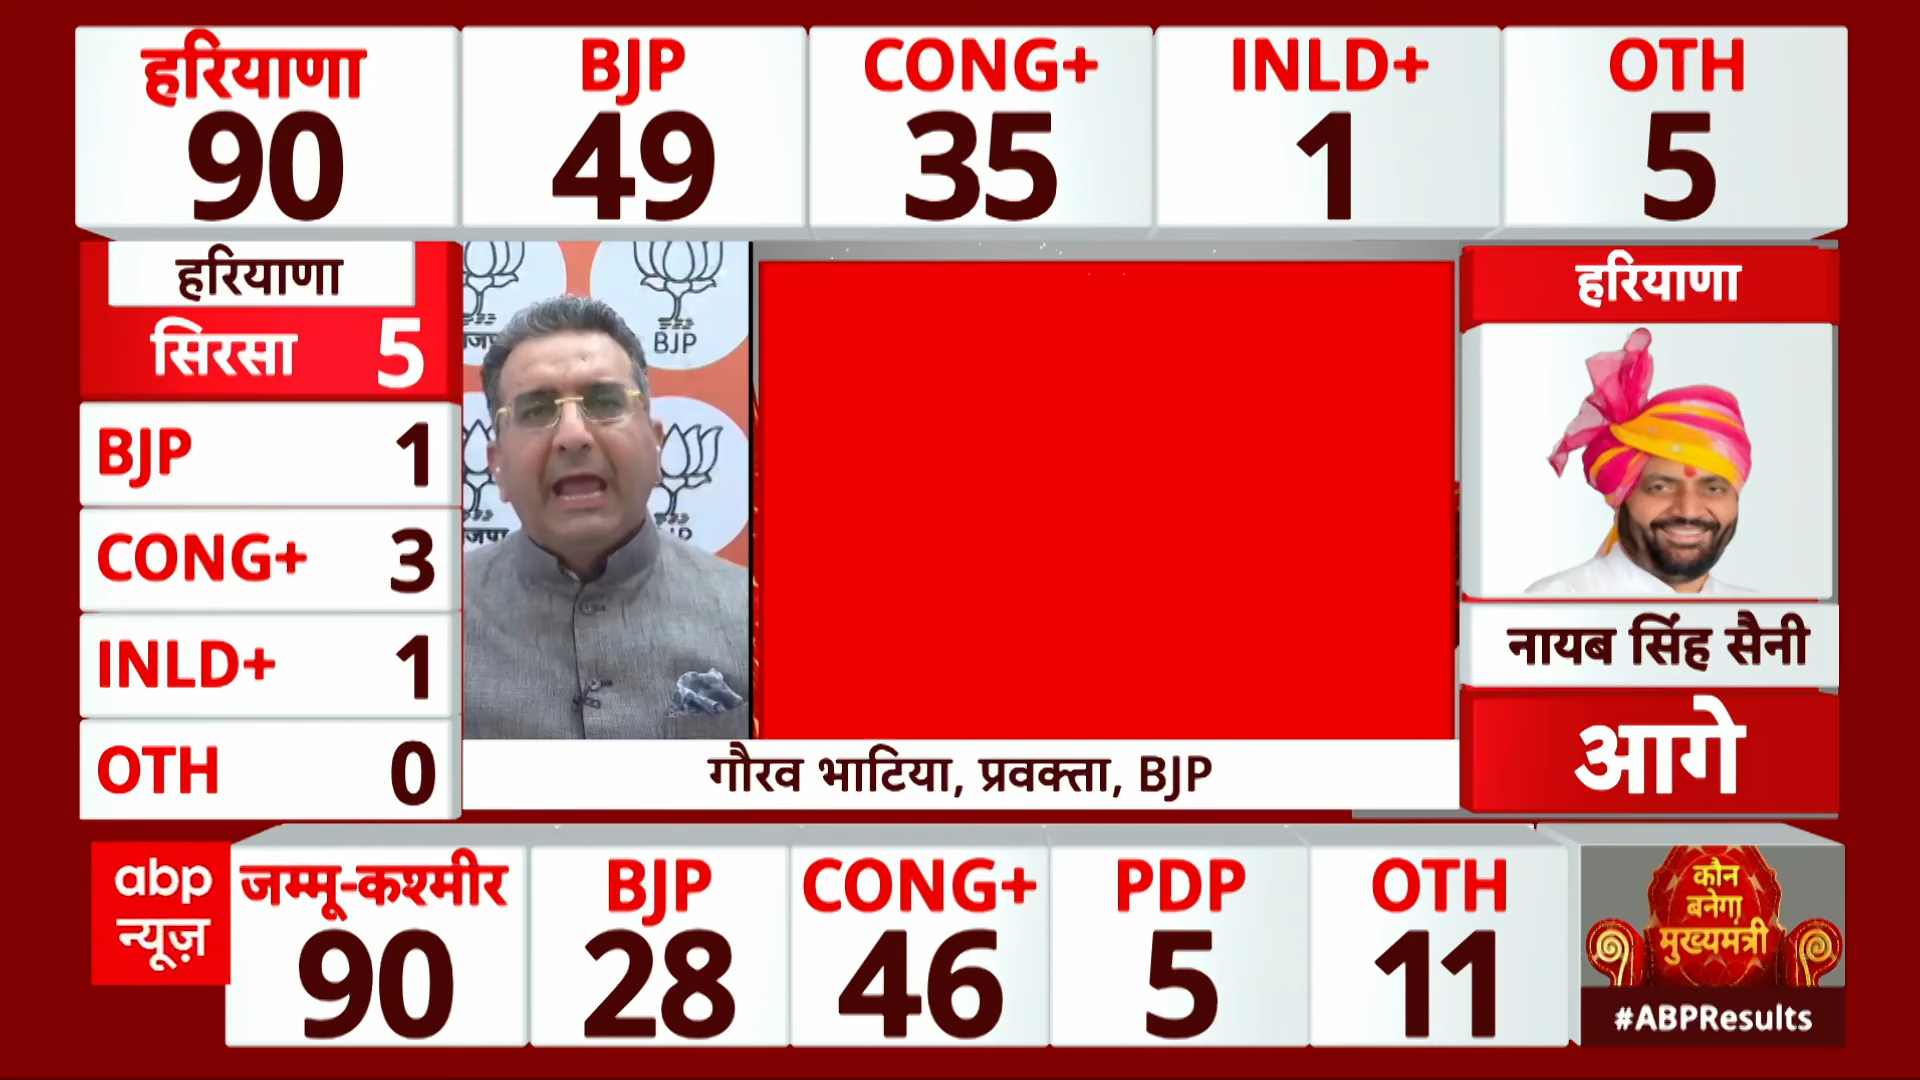 हरियाणा
90
BJP
49
CONG+
35
INLD+
1
OTH
5
हरियाणा
सिरसा 5
BJP 1
CONG+ 3
INLD+ 1
OTH 0
BJP
BJP
गौरव भाटिया, प्रवक्ता, BJP
हरियाणा
नायब सिंह सैनी
आगे
abp
न्यूज़
जम्मू-कश्मीर
90
BJP
28
CONG+
46
PDP
5
OTH
11
कौन
बनेगा
मुख्यमंत्री
#ABPResults